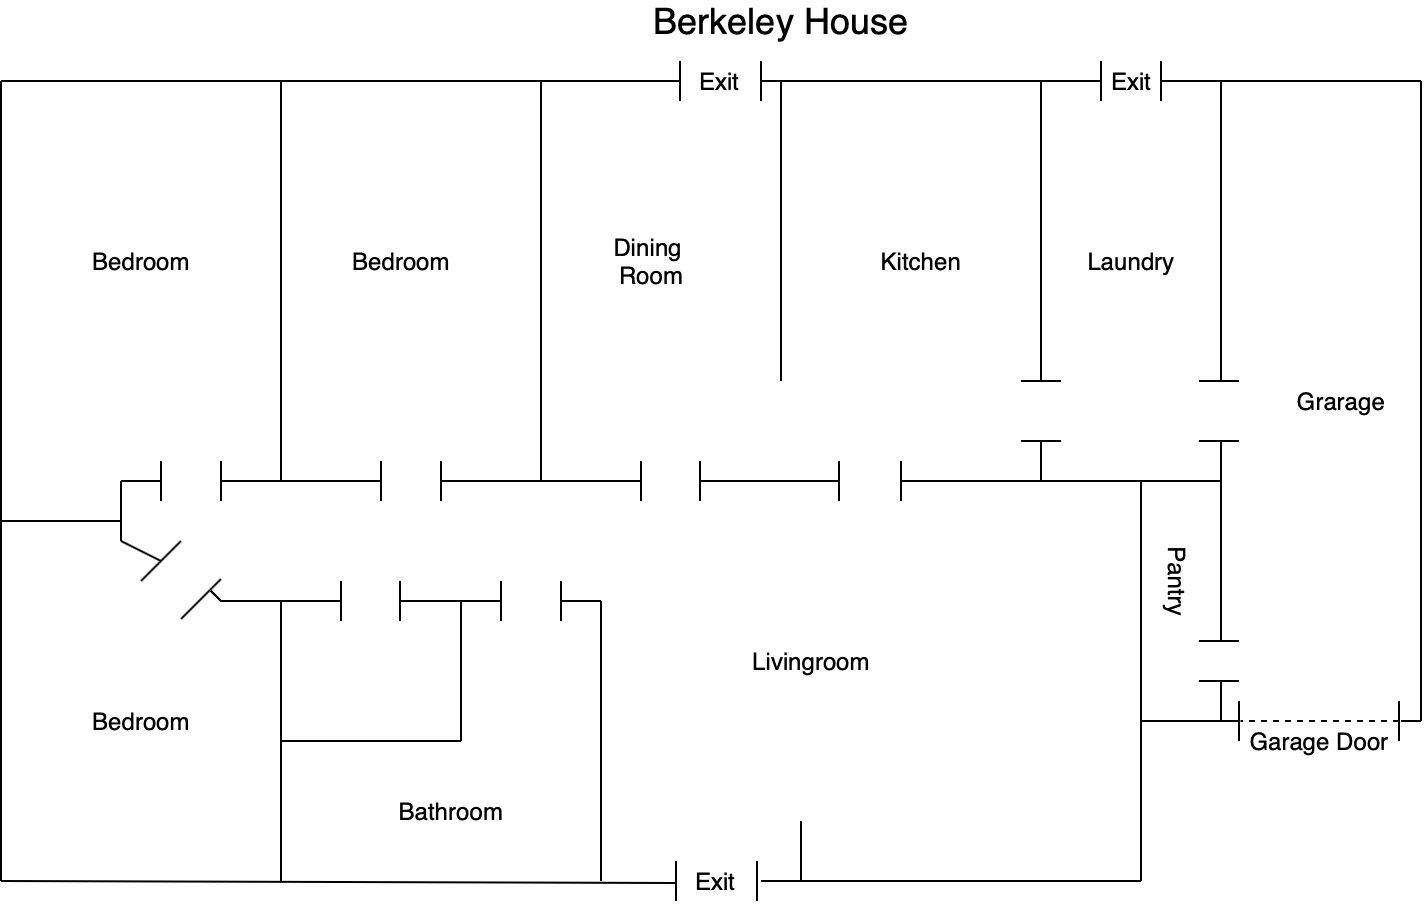 Berkeley House
Exit
Exit
Bedroom
Bedroom
Dining
Room
Kitchen
Laundry
Grarage
Pantry
Livingroom
Bedroom
Garage Door
Bathroom
Exit